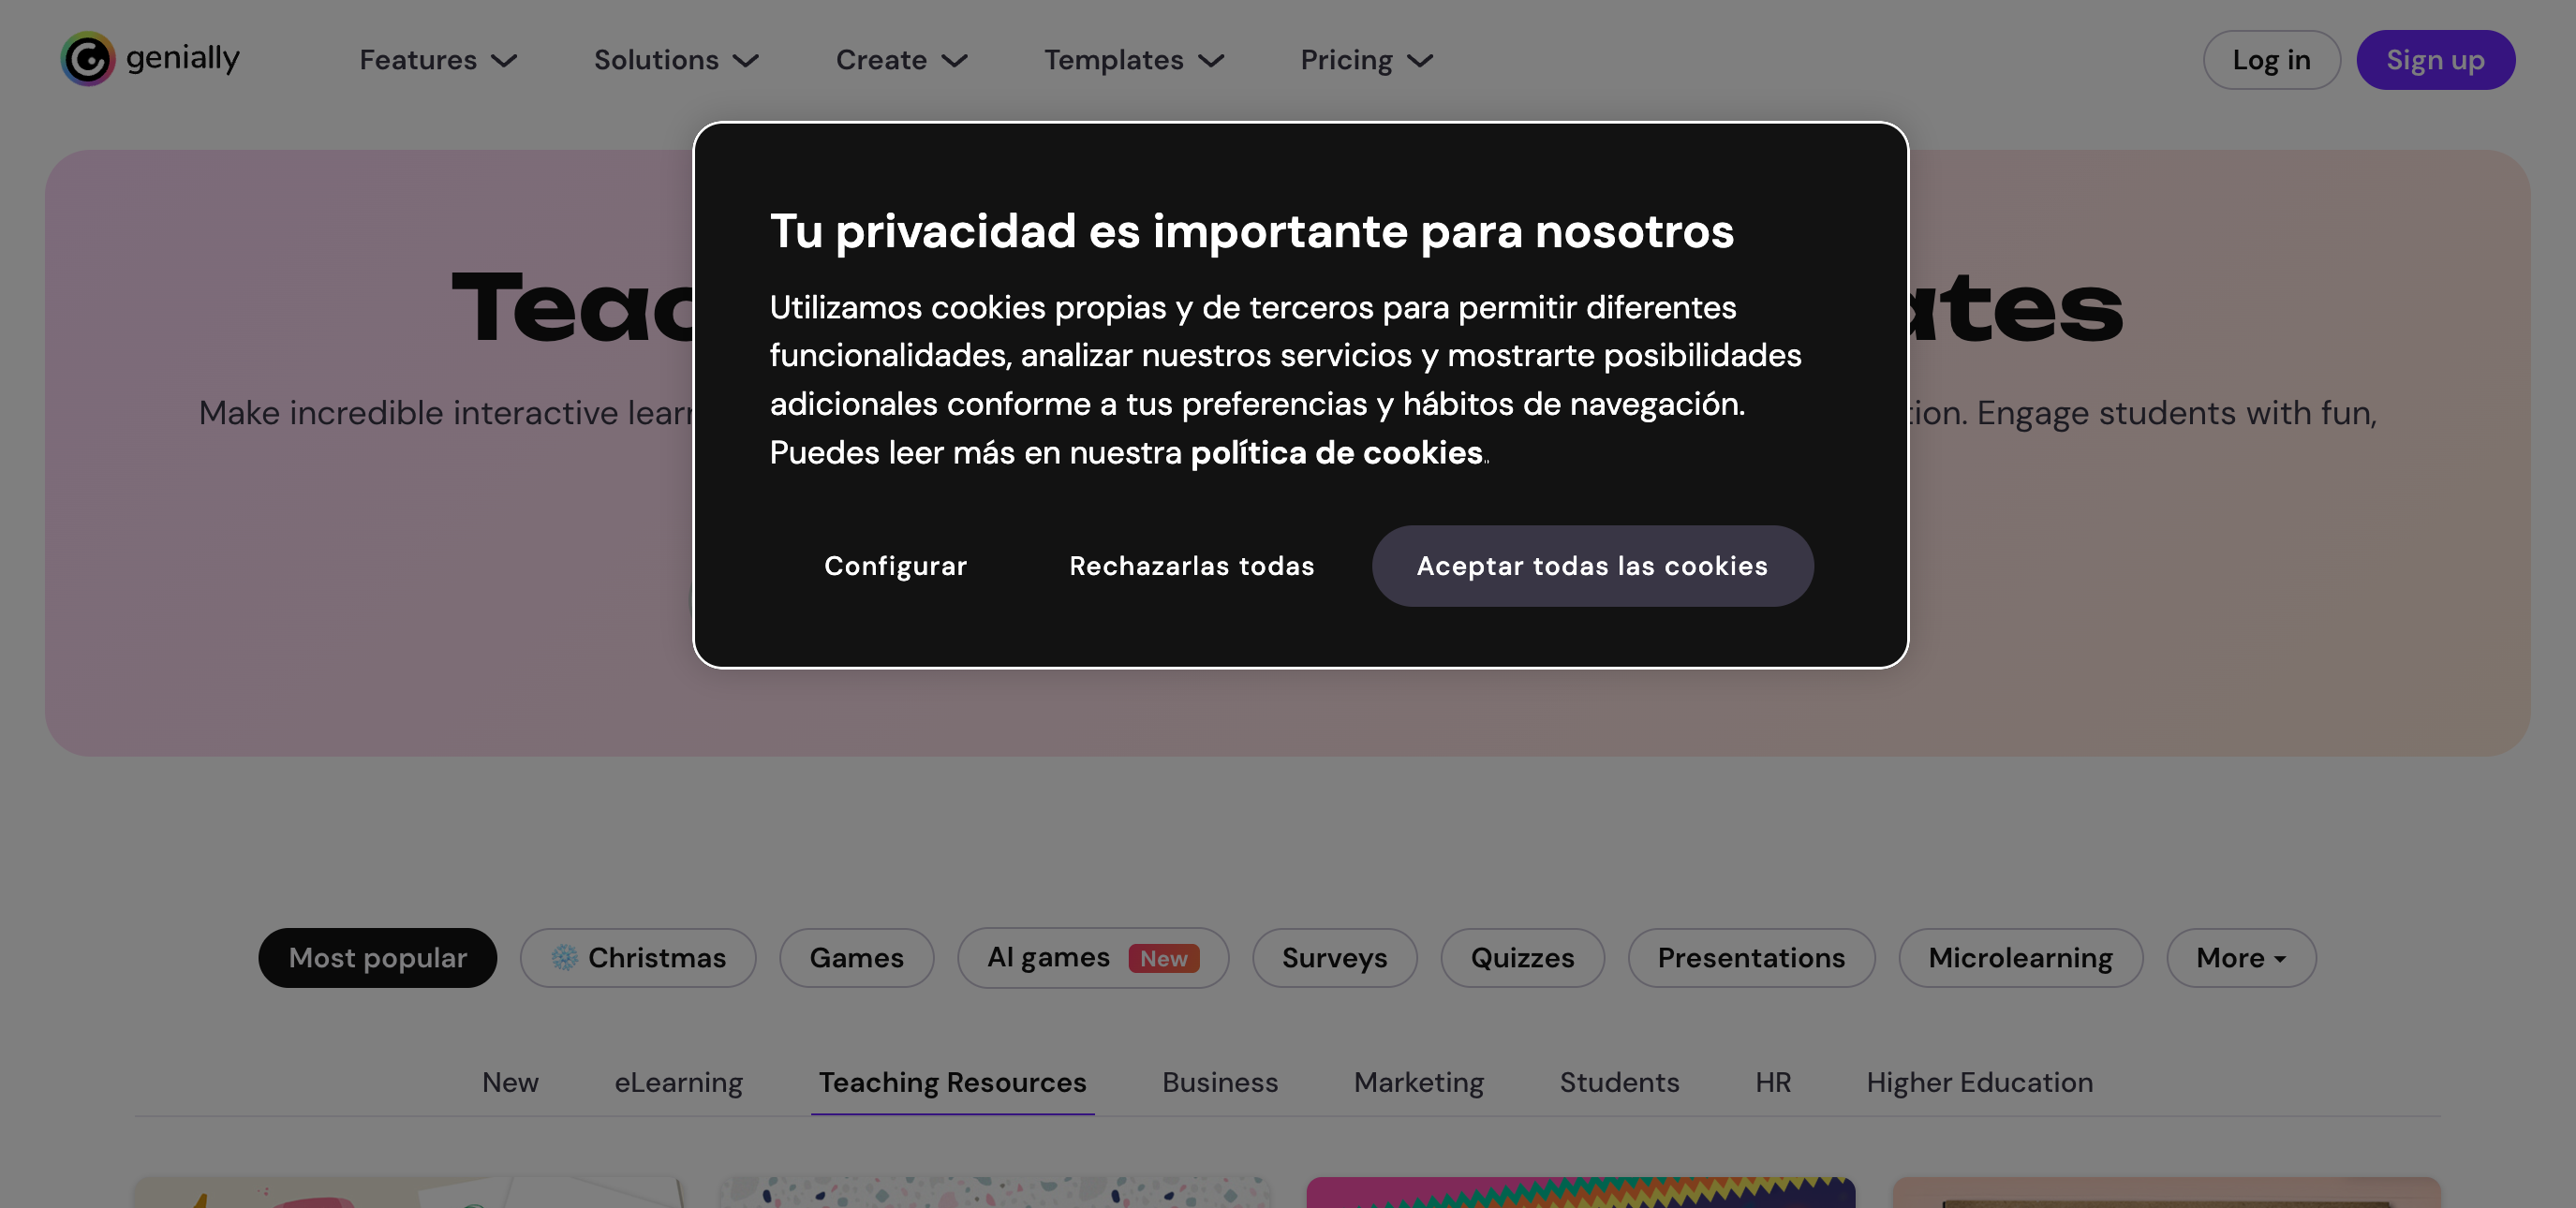 genially
Features
Solutions
Create
Templates
Pricing
Log in
Sign up
Tu privacidad es importante para nosotros
Utilizamos cookies propias y de terceros para permitir diferentes
funcionalidades, analizar nuestros servicios y mostrarte posibilidades
adicionales conforme a tus preferencias y hábitos de navegación.
Puedes leer más en nuestra política de cookies..
Configurar
Rechazarlas todas
Aceptar todas las cookies
Make incredible interactive
Engage students with fun,
Most popular
Christmas
Games
AI games New
Surveys
Quizzes
Presentations
Microlearning
More
New
eLearning
Teaching Resources
Business
Marketing
Students
HR
Higher Education